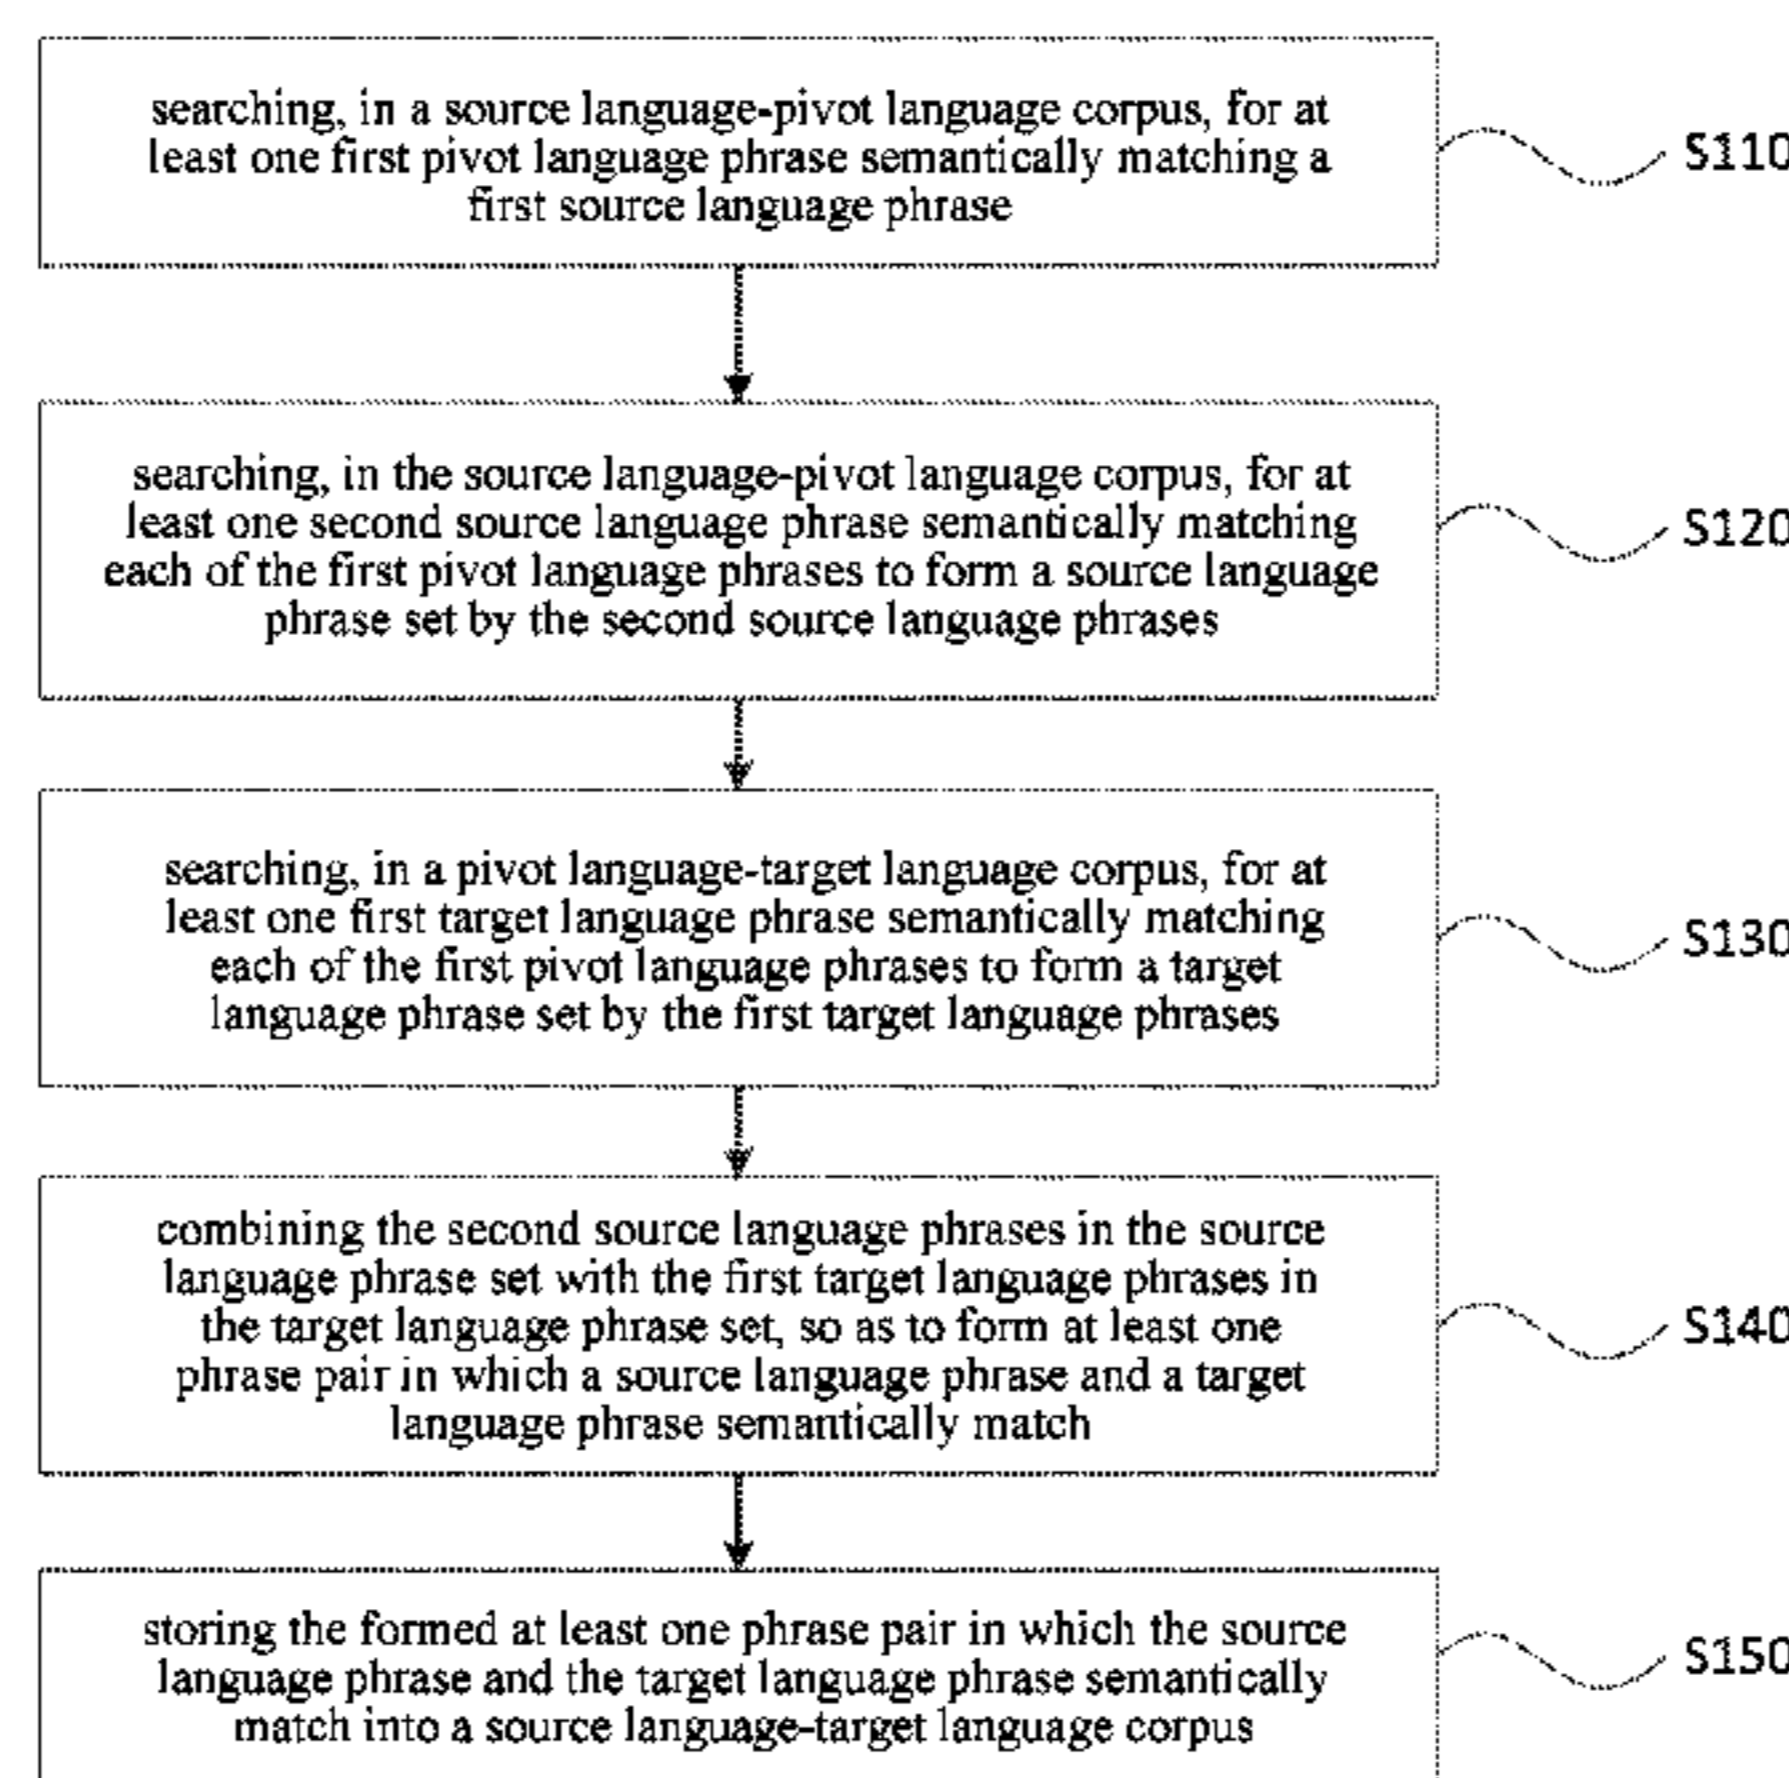 searching, in a source language-pivot language corpus, for at
least one first pivot language phrase semantically matching a
first source language phrase
S110
searching, in the source language-pivot language corpus, for at
least one second source language phrase semantically matching
each of the first pivot language phrases to form a source language
phrase set by the second source language phrases
S120
searching, in a pivot language-target language corpus, for at
least one first target language phrase semantically matching
each of the first pivot language phrases to form a target
language phrase set by the first target language phrases
S130
combining the second source language phrases in the source
language phrase set with the first target language phrases in
the target language phrase set, so as to form at least one
phrase pair in which a source language phrase and a target
language phrase semantically match
S140
storing the formed at least one phrase pair in which the source
language phrase and the target language phrase semantically
match into a source language-target language corpus
S150